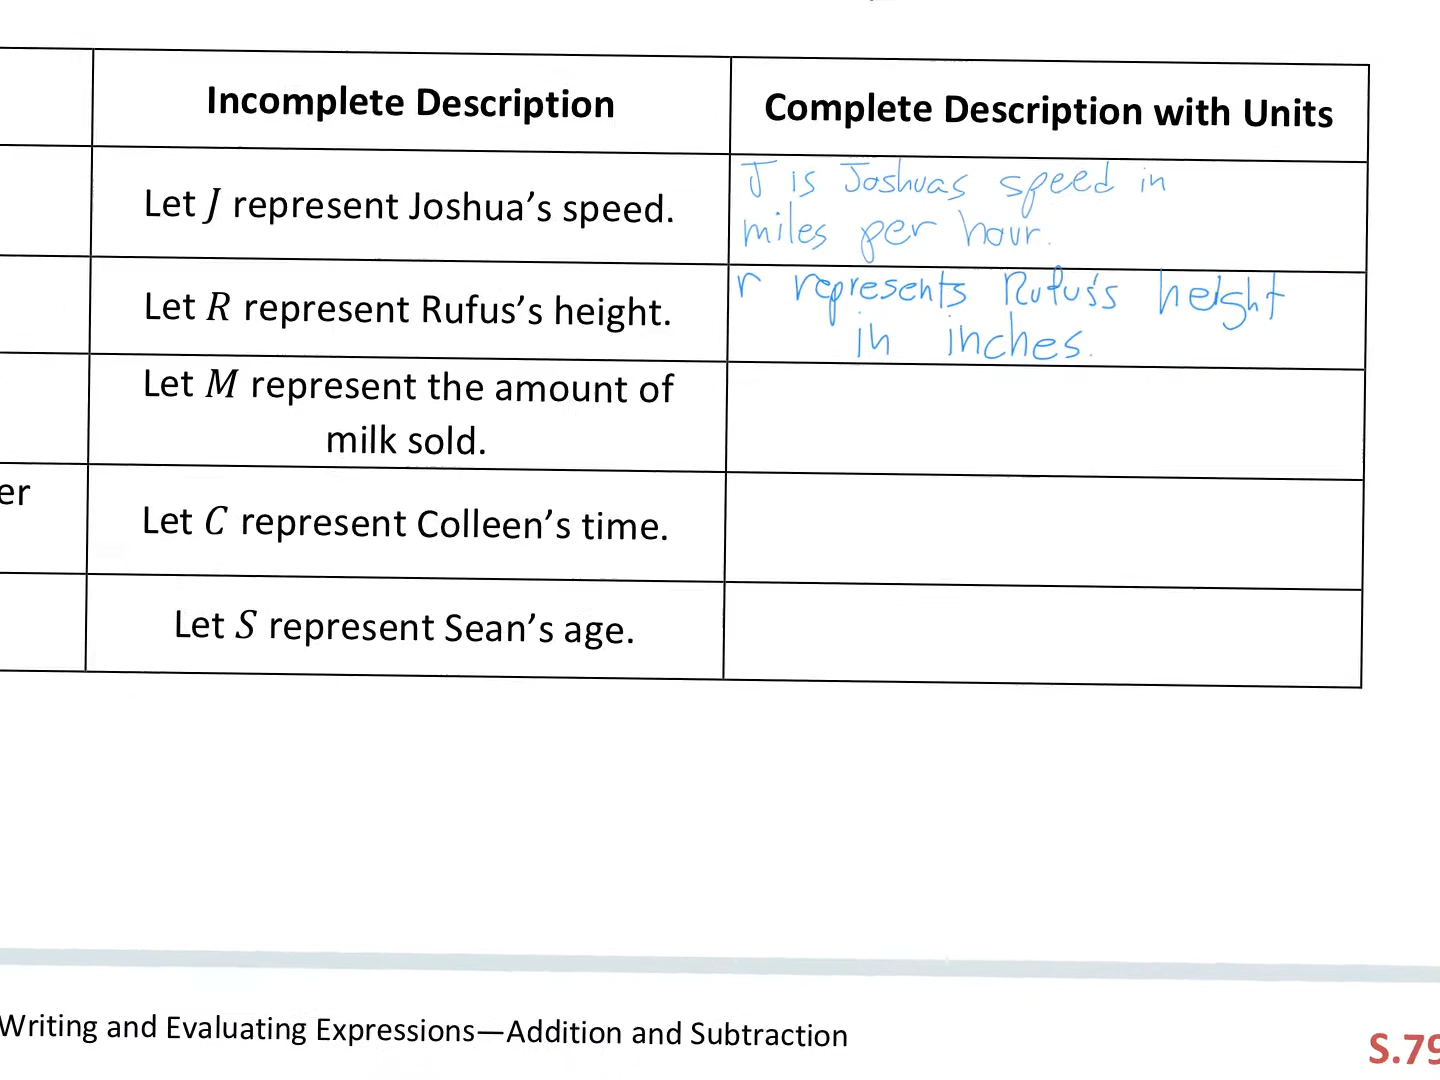 Incomplete Description
Complete Description with Units
Let J represent Joshua's speed.
J is Joshuas speed in
miles per hour.
Let R represent Rufus's height.
r represents Rufus's height
in inches.
Let M represent the amount of
milk sold.
er
Let C represent Colleen's time.
Let S represent Sean's age.
Writing and Evaluating Expressions—Addition and Subtraction
S.79